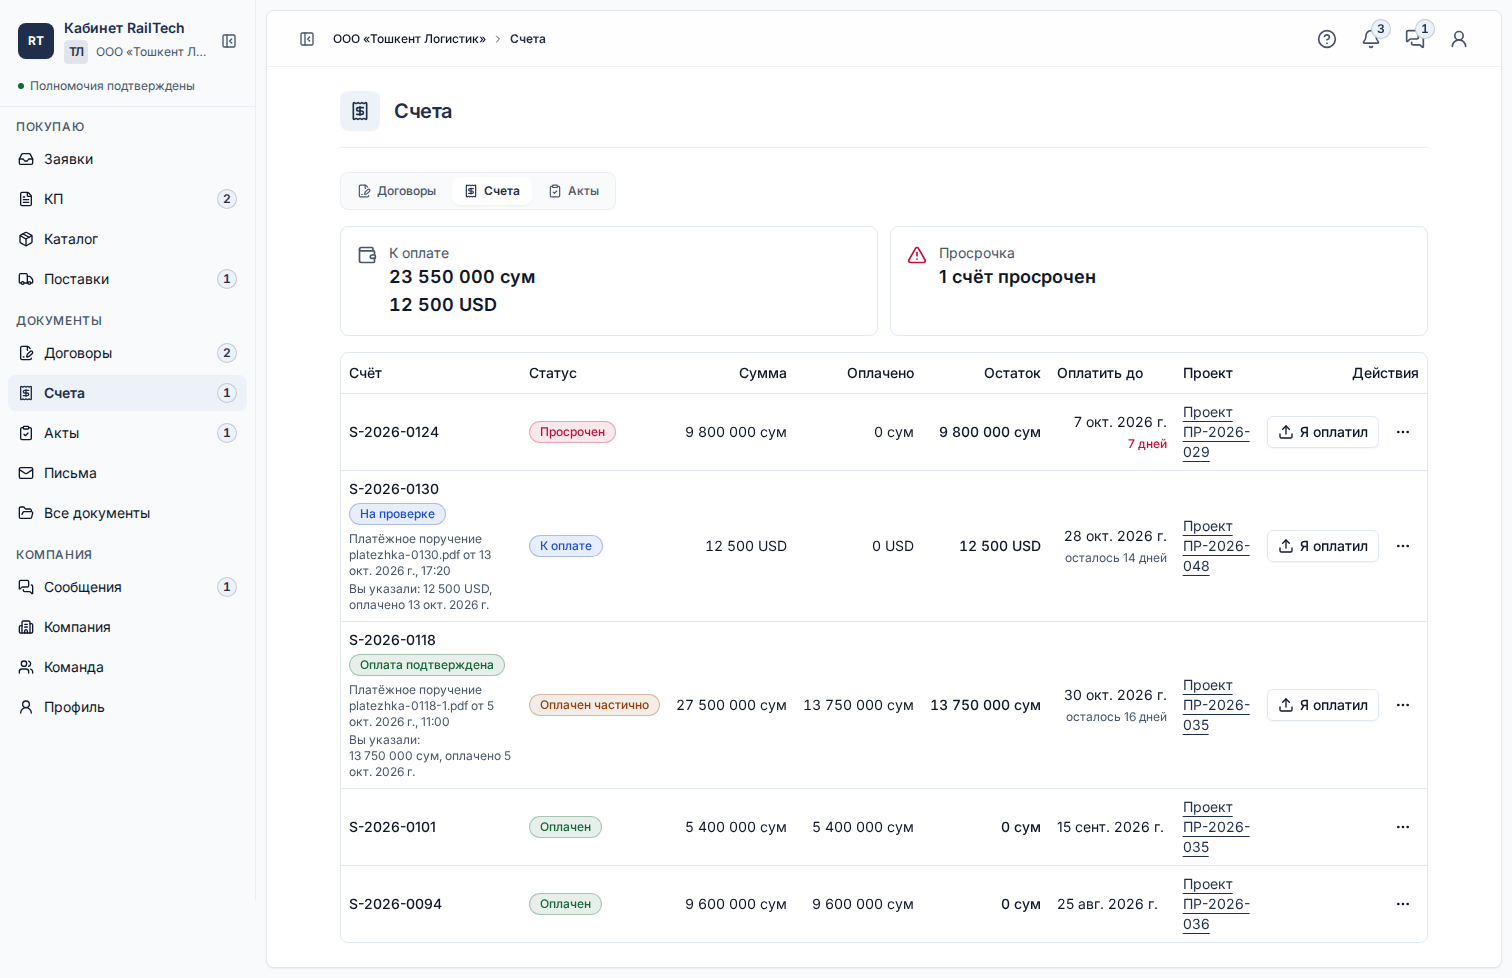 RT
Кабинет RailTech
ТЛ ООО «Тошкент Л...
Полномочия подтверждены
ПОКУПАЮ
Заявки
КП 2
Каталог
Поставки 1
ДОКУМЕНТЫ
Договоры 2
Счета 1
Акты 1
Письма
Все документы
КОМПАНИЯ
Сообщения 1
Компания
Команда
Профиль
ООО «Тошкент Логистик» > Счета
3
1
Счета
Договоры Счета Акты
К оплате
23 550 000 сум
12 500 USD
Просрочка
1 счёт просрочен
Счёт Статус Сумма Оплачено Остаток Оплатить до Проект Действия
S-2026-0124 Просрочен 9 800 000 сум 0 сум 9 800 000 сум 7 окт. 2026 г.
7 дней
Проект
ПР-2026-
029
Я оплатил
S-2026-0130
На проверке
Платёжное поручение
platezhka-0130.pdf от 13
окт. 2026 г., 17:20
Вы указали: 12 500 USD,
оплачено 13 окт. 2026 г.
К оплате 12 500 USD 0 USD 12 500 USD 28 окт. 2026 г.
осталось 14 дней
Проект
ПР-2026-
048
Я оплатил
S-2026-0118
Оплата подтверждена
Платёжное поручение
platezhka-0118-1.pdf от 5
окт. 2026 г., 11:00
Вы указали:
13 750 000 сум, оплачено 5
окт. 2026 г.
Оплачен частично 27 500 000 сум 13 750 000 сум 13 750 000 сум 30 окт. 2026 г.
осталось 16 дней
Проект
ПР-2026-
035
Я оплатил
S-2026-0101 Оплачен 5 400 000 сум 5 400 000 сум 0 сум 15 сент. 2026 г.
Проект
ПР-2026-
035
S-2026-0094 Оплачен 9 600 000 сум 9 600 000 сум 0 сум 25 авг. 2026 г.
Проект
ПР-2026-
036